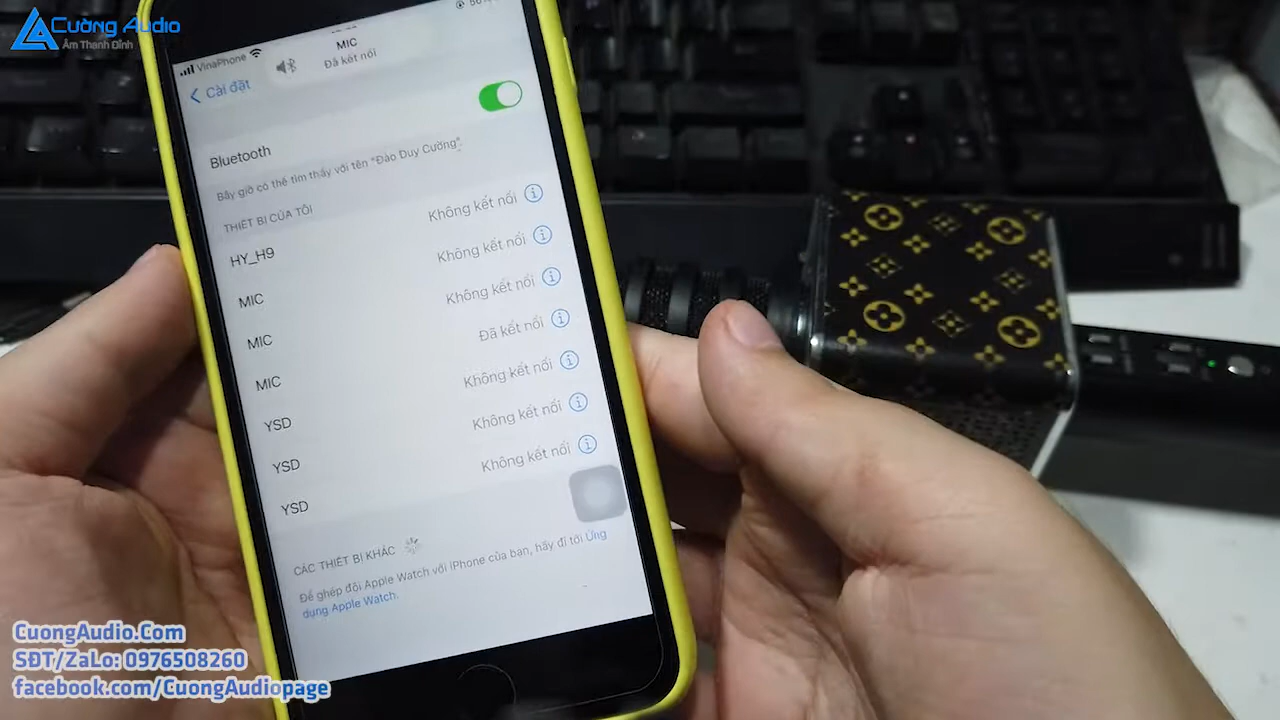 Cường Audio
Âm Thanh Đỉnh
VinaPhone
MIC
Đã kết nối
Cài đặt
Bluetooth
Bây giờ có thể tìm thấy với tên "Đào Duy Cường".
THIẾT BỊ CỦA TÔI
HY_H9 Không kết nối
MIC Không kết nối
MIC Không kết nối
MIC Đã kết nối
YSD Không kết nối
YSD Không kết nối
YSD Không kết nối
CÁC THIẾT BỊ KHÁC
Để ghép đôi Apple Watch với iPhone của bạn, hãy đi tới Ứng
dụng Apple Watch.
CuongAudio.Com
SĐT/ZaLo: 0976508260
facebook.com/CuongAudiopage